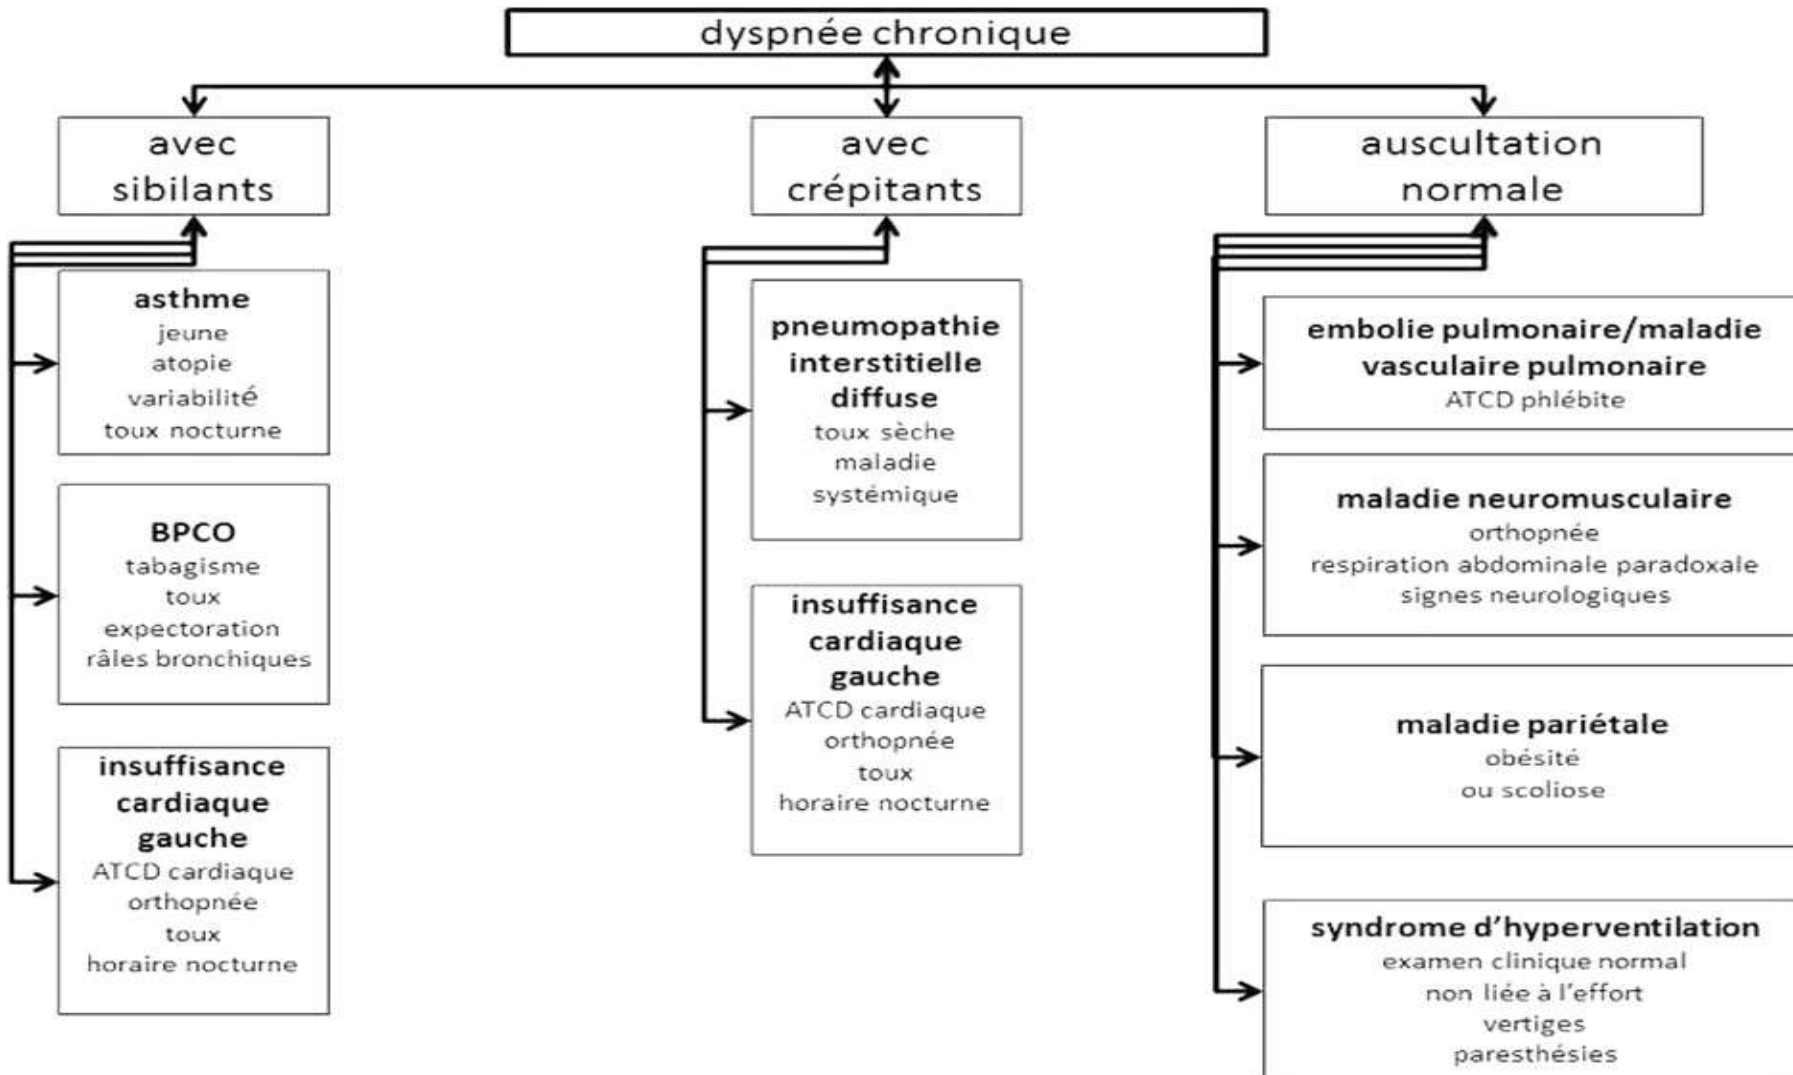 dyspnée chronique
avec
sibilants
avec
crépitants
auscultation
normale
asthme
jeune
atopie
variabilité
toux nocturne
BPCO
tabagisme
toux
expectoration
râles bronchiques
insuffisance
cardiaque
gauche
ATCD cardiaque
orthopnée
toux
horaire nocturne
pneumopathie
interstitielle
diffuse
toux sèche
maladie
systémique
insuffisance
cardiaque
gauche
ATCD cardiaque
orthopnée
toux
horaire nocturne
embolie pulmonaire/maladie
vasculaire pulmonaire
ATCD phlébite
maladie neuromusculaire
orthopnée
respiration abdominale paradoxale
signes neurologiques
maladie pariétale
obésité
ou scoliose
syndrome d'hyperventilation
examen clinique normal
non liée à l'effort
vertiges
paresthésies